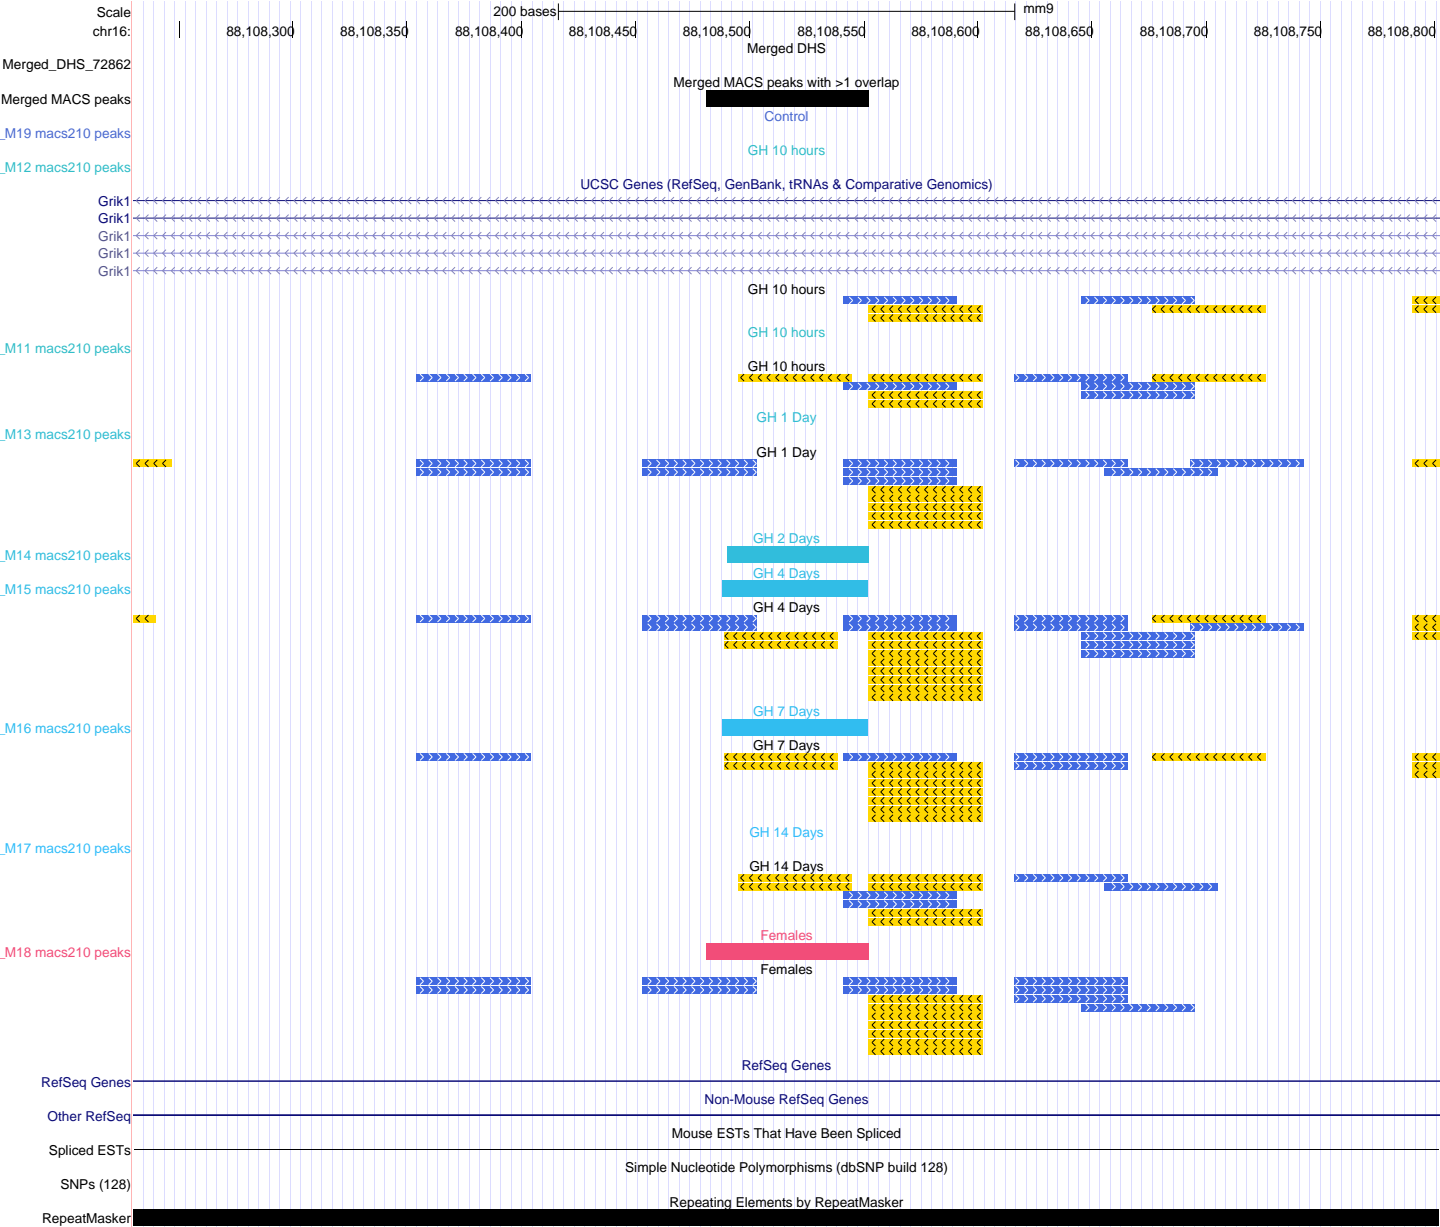 Scale 200 bases mm9
chr16: 88,108,300 88,108,350 88,108,400 88,108,450 88,108,500 88,108,550 88,108,600 88,108,650 88,108,700 88,108,750 88,108,800
Merged DHS
Merged_DHS_72862
Merged MACS peaks with >1 overlap
Merged MACS peaks
Control
_M19 macs210 peaks
GH 10 hours
_M12 macs210 peaks
UCSC Genes (RefSeq, GenBank, tRNAs & Comparative Genomics)
Grik1
Grik1
Grik1
Grik1
Grik1
GH 10 hours
GH 10 hours
_M11 macs210 peaks
GH 10 hours
GH 1 Day
_M13 macs210 peaks
GH 1 Day
GH 2 Days
_M14 macs210 peaks
GH 4 Days
_M15 macs210 peaks
GH 4 Days
GH 7 Days
_M16 macs210 peaks
GH 7 Days
GH 14 Days
_M17 macs210 peaks
GH 14 Days
Females
_M18 macs210 peaks
Females
RefSeq Genes
RefSeq Genes
Non-Mouse RefSeq Genes
Other RefSeq
Mouse ESTs That Have Been Spliced
Spliced ESTs
Simple Nucleotide Polymorphisms (dbSNP build 128)
SNPs (128)
Repeating Elements by RepeatMasker
RepeatMasker